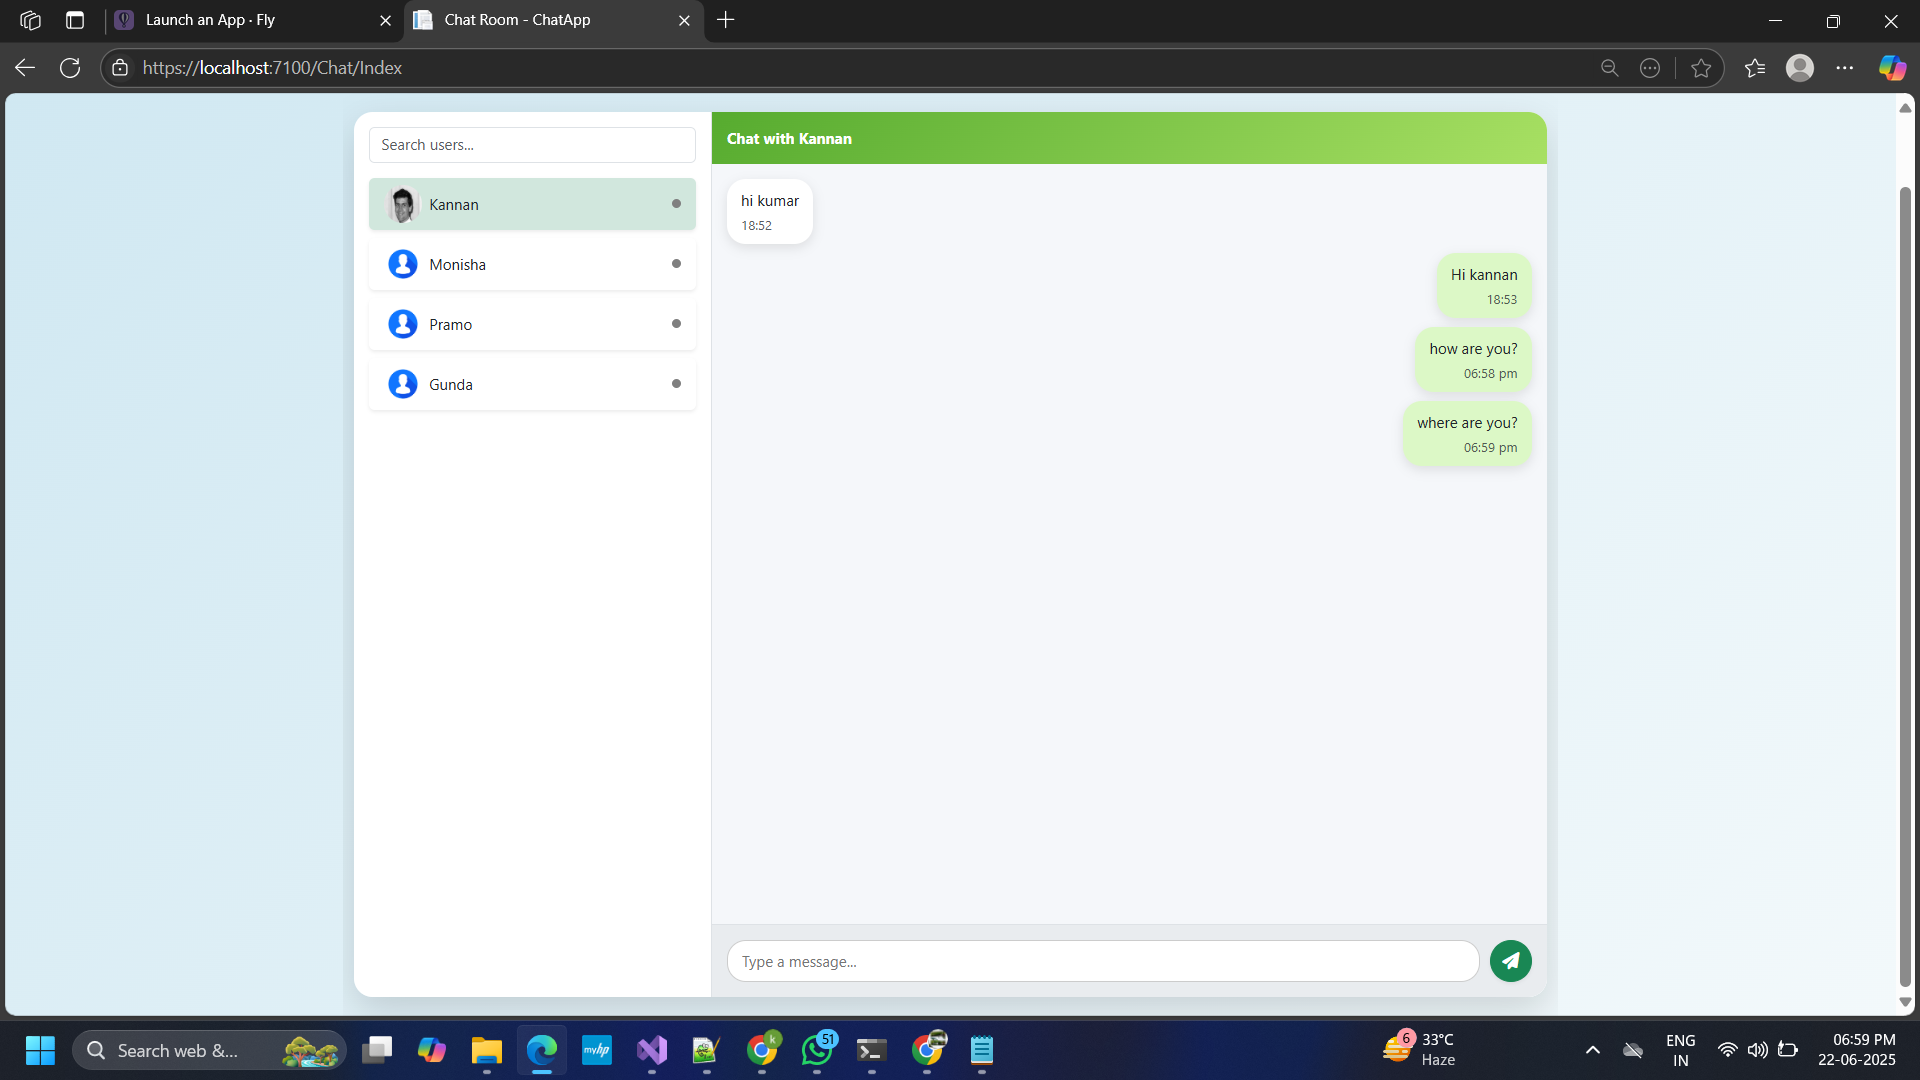 Launch an App · Fly
Chat Room - ChatApp
https://localhost:7100/Chat/Index
Search users...
Kannan
Monisha
Pramo
Gunda
Chat with Kannan
hi kumar
18:52
Hi kannan
18:53
how are you?
06:58 pm
where are you?
06:59 pm
Type a message...
Search web &...
myhp
k
51
6
33°C
Haze
ENG
IN
06:59 PM
22-06-2025